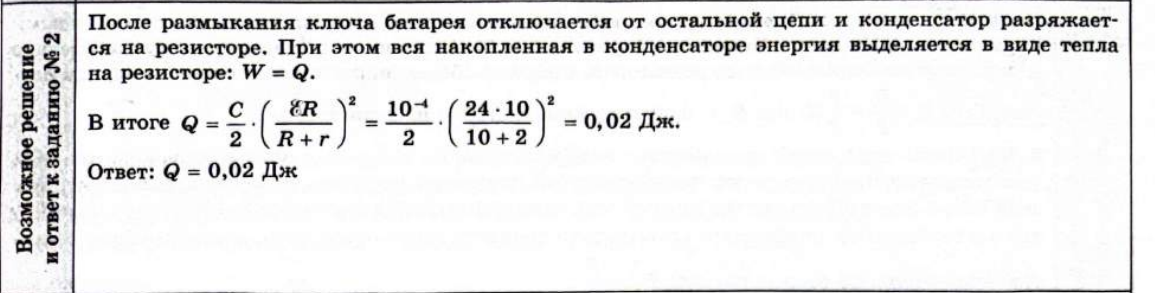 Возможное решение
и ответ к заданию № 2
После размыкания ключа батарея отключается от остальной цепи и конденсатор разряжает-
ся на резисторе. При этом вся накопленная в конденсаторе энергия выделяется в виде тепла
на резисторе: W = Q.
В итоге Q = C/2 · (ℰR/(R + r))² = 10⁻⁴/2 · (24 · 10/(10 + 2))² = 0,02 Дж.
Ответ: Q = 0,02 Дж